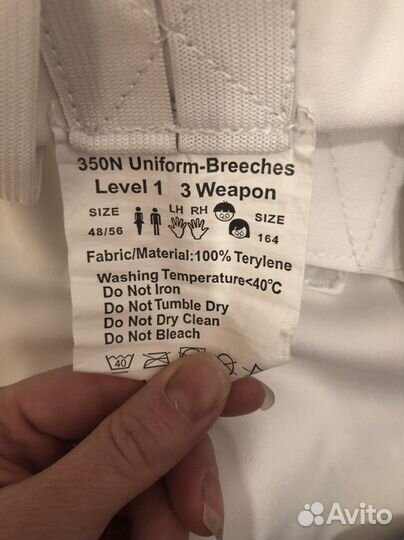 350N Uniform-Breeches
Level 1 3 Weapon
SIZE LH RH SIZE
48/56 164
Fabric/Material:100% Terylene
Washing Temperature<40℃
Do Not Iron
Do Not Tumble Dry
Do Not Dry Clean
Do Not Bleach
40
Avito